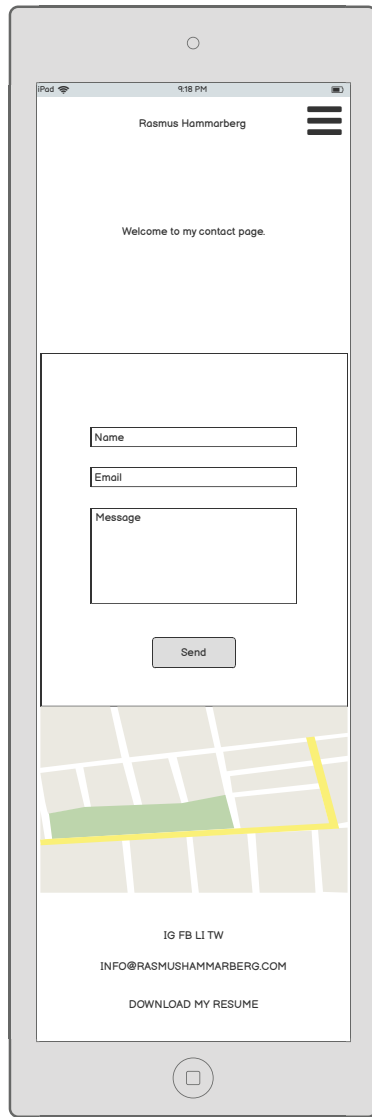 iPod 9:18 PM
Rasmus Hammarberg
Welcome to my contact page.
Name
Email
Message
Send
IG FB LI TW
INFO@RASMUSHAMMARBERG.COM
DOWNLOAD MY RESUME